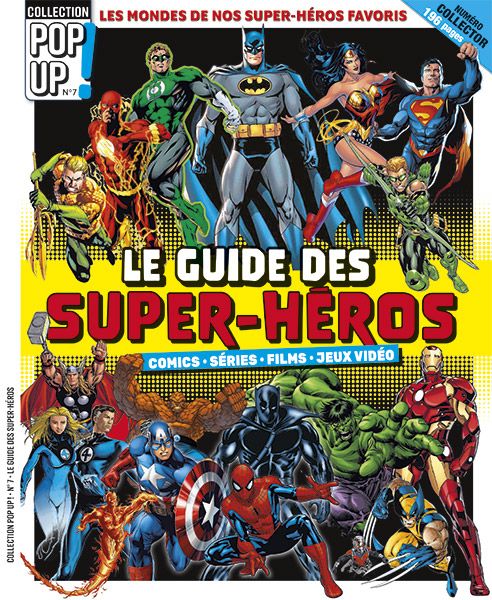 COLLECTION
POP
UP!
N°7
LES MONDES DE NOS SUPER-HÉROS FAVORIS
NUMÉRO
COLLECTOR
196 pages
LE GUIDE DES
SUPER-HÉROS
COMICS • SÉRIES • FILMS • JEUX VIDÉO
4
COLLECTION POP UP ! • N°7 • LE GUIDE DES SUPER-HÉROS